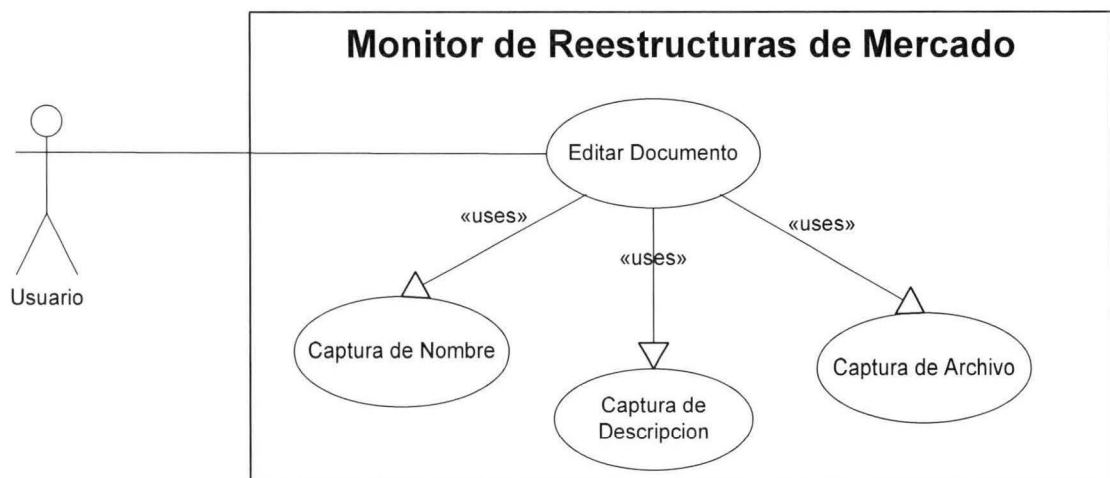 Monitor de Reestructuras de Mercado
Editar Documento
«uses»
«uses»
«uses»
Usuario
Captura de Nombre
Captura de Archivo
Captura de
Descripcion